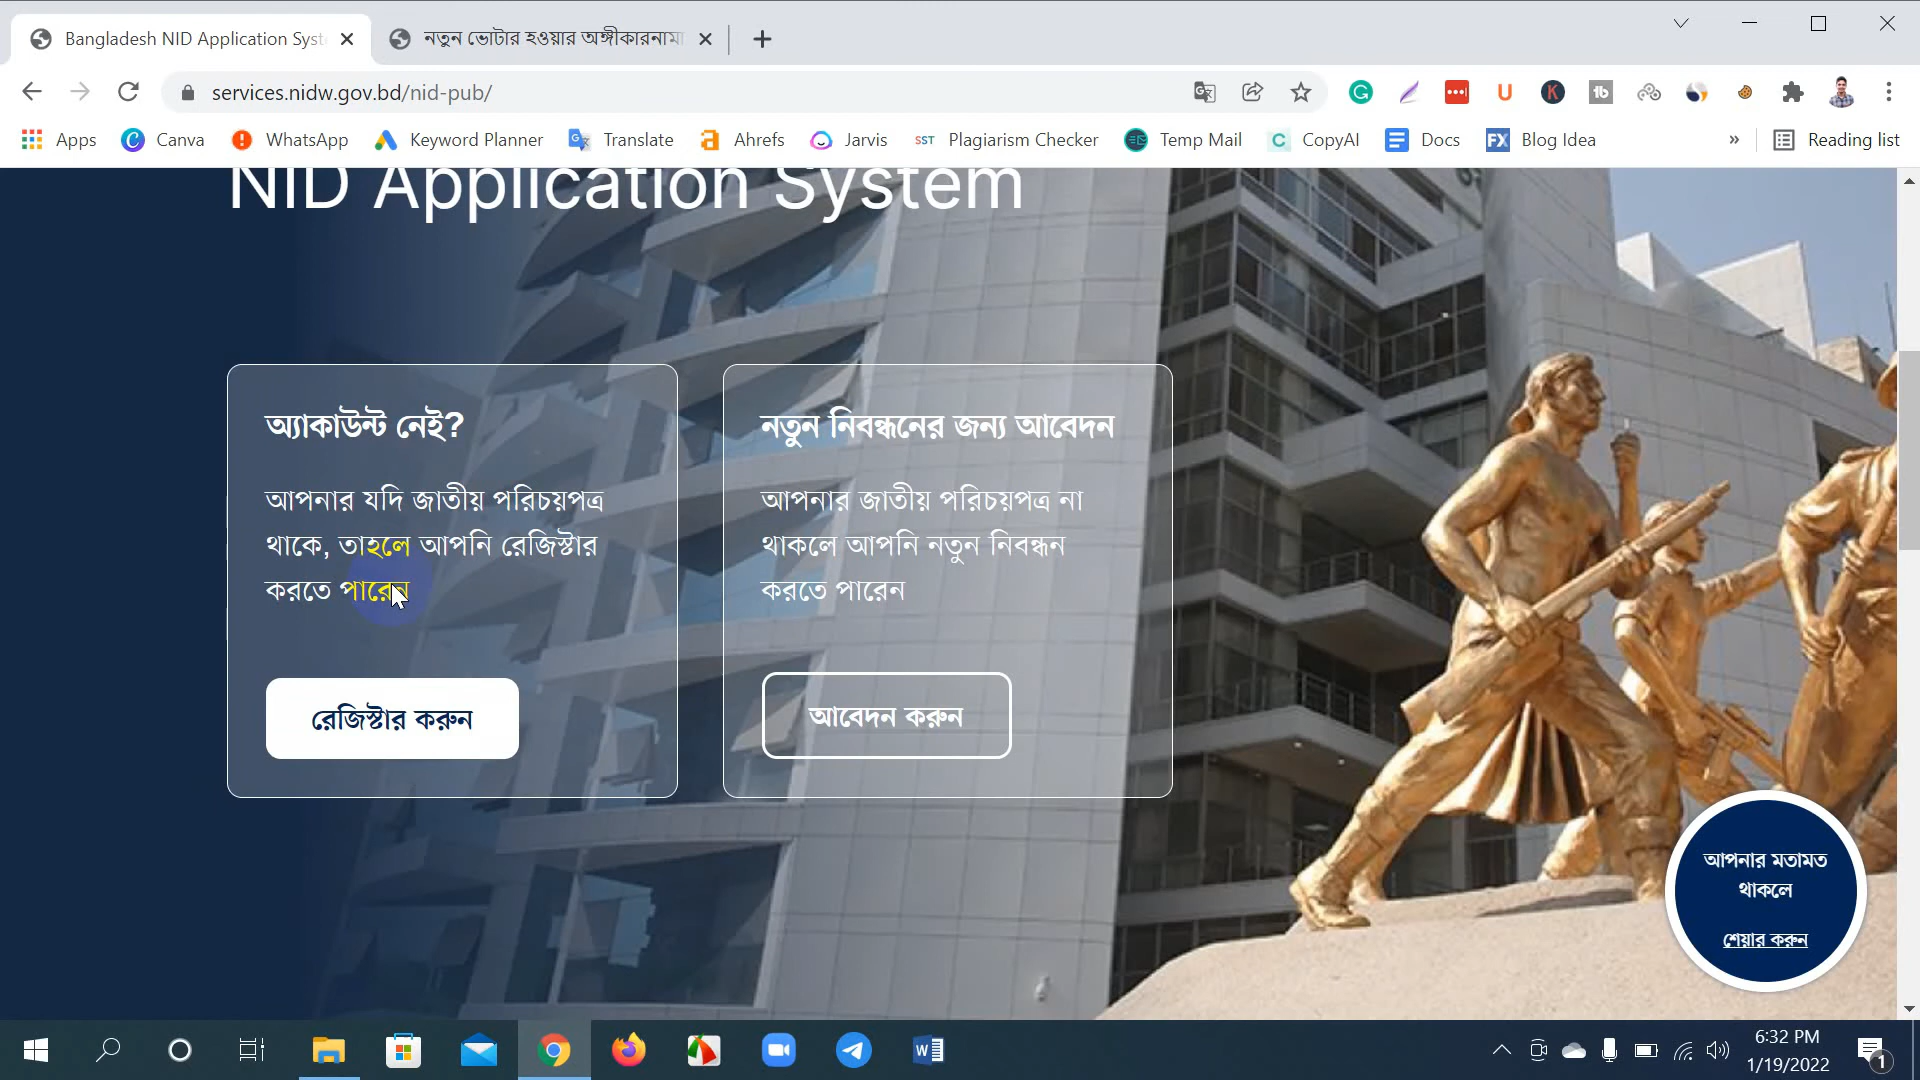 Bangladesh NID Application Syst
নতুন ভোটার হওয়ার অঙ্গীকারনামা
services.nidw.gov.bd/nid-pub/
Apps
Canva
WhatsApp
Keyword Planner
Translate
Ahrefs
Jarvis
SST
Plagiarism Checker
Temp Mail
CopyAI
Docs
FX
Blog Idea
»
Reading list
NID Application System
অ্যাকাউন্ট নেই?
আপনার যদি জাতীয় পরিচয়পত্র
থাকে, তাহলে আপনি রেজিস্টার
করতে পারেন
রেজিস্টার করুন
নতুন নিবন্ধনের জন্য আবেদন
আপনার জাতীয় পরিচয়পত্র না
থাকলে আপনি নতুন নিবন্ধন
করতে পারেন
আবেদন করুন
আপনার মতামত
থাকলে
শেয়ার করুন
6:32 PM
1/19/2022
1